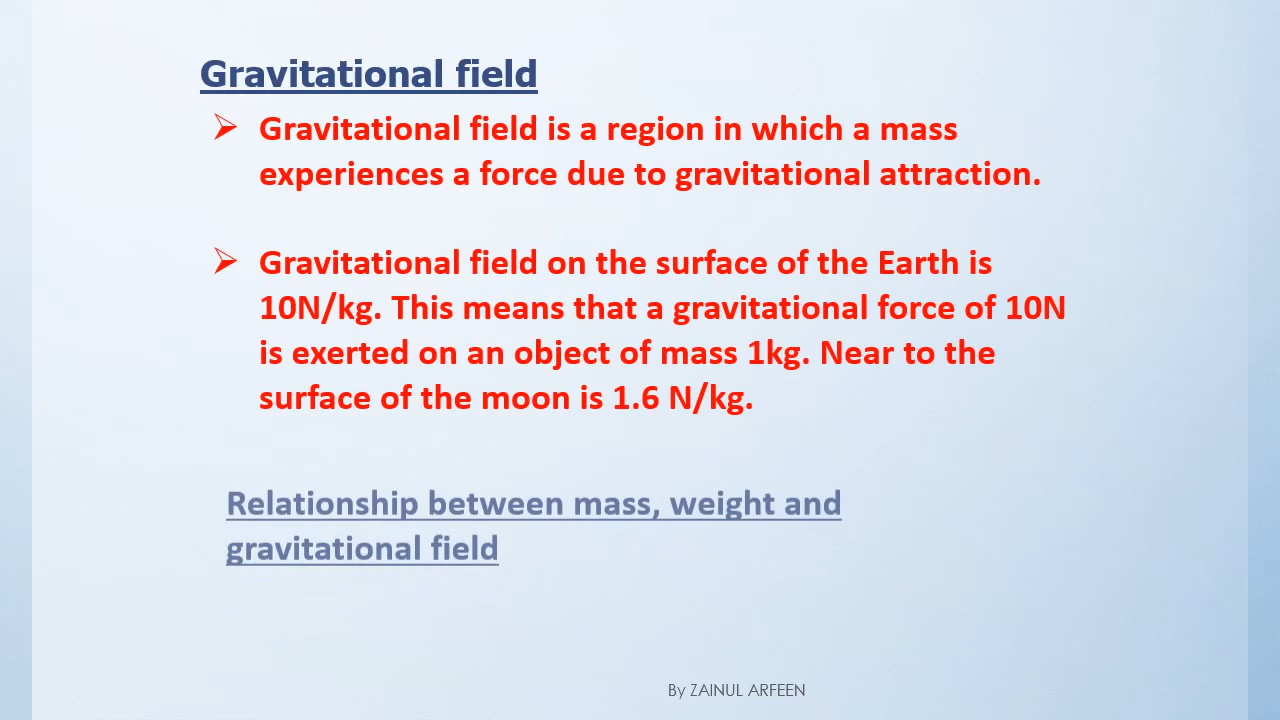 Gravitational field
➢ Gravitational field is a region in which a mass
experiences a force due to gravitational attraction.
➢ Gravitational field on the surface of the Earth is
10N/kg. This means that a gravitational force of 10N
is exerted on an object of mass 1kg. Near to the
surface of the moon is 1.6 N/kg.
Relationship between mass, weight and
gravitational field
By ZAINUL ARFEEN